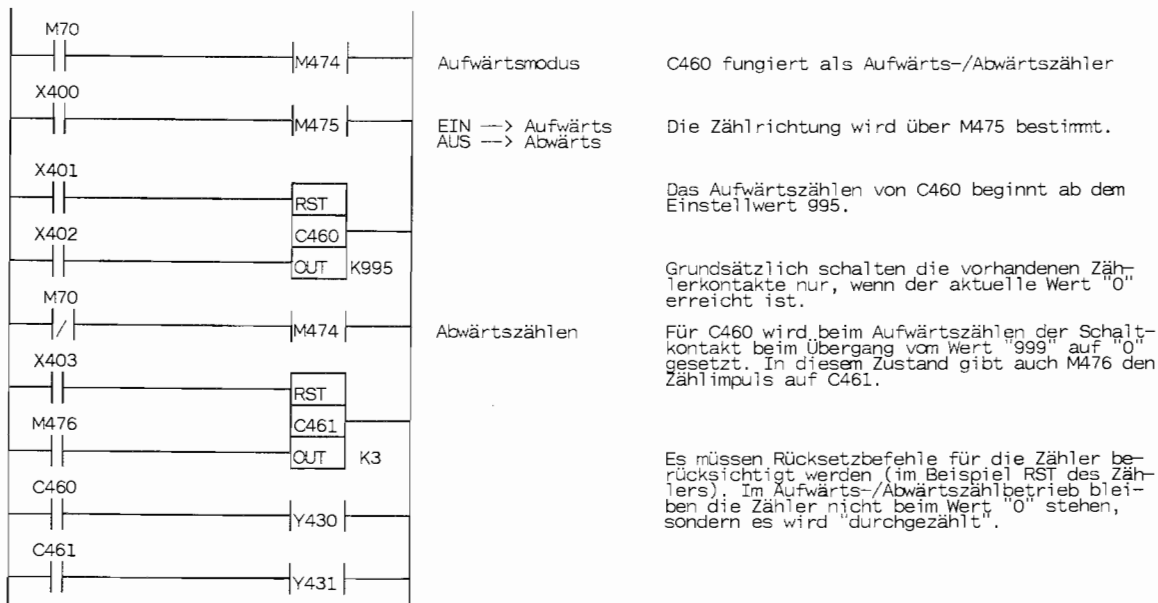 M70
M474 Aufwärtsmodus C460 fungiert als Aufwärts-/Abwärtszähler
X400
M475 EIN —> Aufwärts Die Zählrichtung wird über M475 bestimmt.
AUS —> Abwärts
X401
RST Das Aufwärtszählen von C460 beginnt ab dem
Einstellwert 995.
X402
C460
OUT K995 Grundsätzlich schalten die vorhandenen Zäh-
lerkontakte nur, wenn der aktuelle Wert "0"
erreicht ist.
M70
M474 Abwärtszählen Für C460 wird beim Aufwärtszählen der Schalt-
kontakt beim Übergang vom Wert "999" auf "0"
gesetzt. In diesem Zustand gibt auch M476 den
Zählimpuls auf C461.
X403
RST
M476
C461
OUT K3 Es müssen Rücksetzbefehle für die Zähler be-
rücksichtigt werden (im Beispiel RST des Zäh-
lers). Im Aufwärts-/Abwärtszählbetrieb blei-
ben die Zähler nicht beim Wert "0" stehen,
sondern es wird "durchgezählt".
C460
Y430
C461
Y431